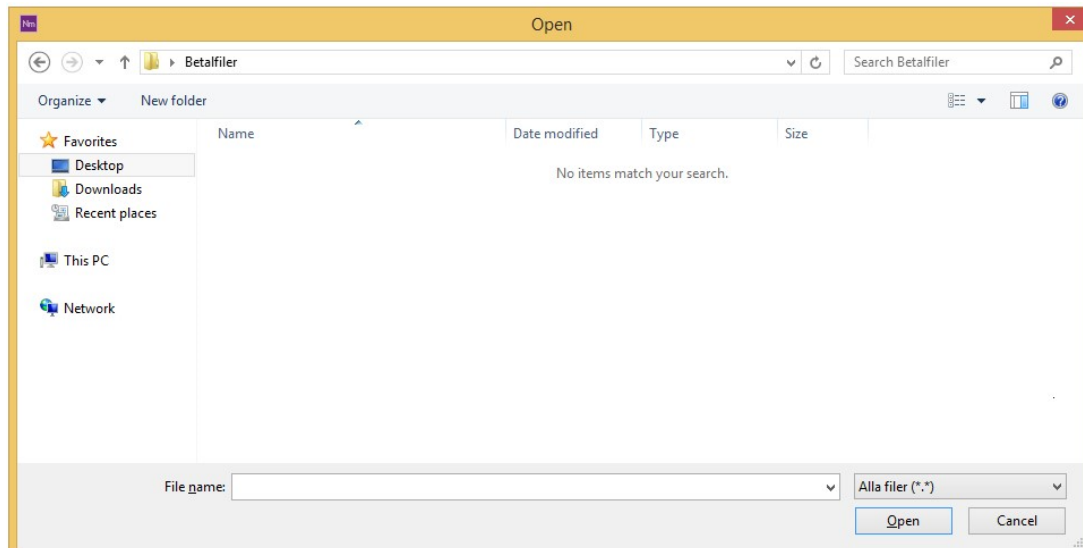 Nm Open
Betalfiler Search Betalfiler
Organize New folder
Name Date modified Type Size
Favorites
No items match your search.
Desktop
Downloads
Recent places
This PC
Network
File name: Alla filer (*.*)
Open Cancel